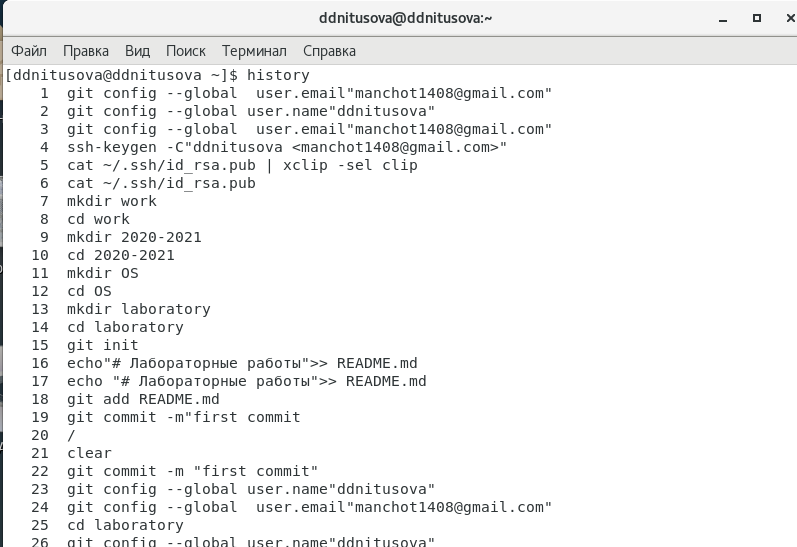 ddnitusova@ddnitusova:~
Файл Правка Вид Поиск Терминал Справка
[ddnitusova@ddnitusova ~]$ history
1 git config --global  user.email"manchot1408@gmail.com"
2 git config --global user.name"ddnitusova"
3 git config --global  user.email"manchot1408@gmail.com"
4 ssh-keygen -C"ddnitusova <manchot1408@gmail.com>"
5 cat ~/.ssh/id_rsa.pub | xclip -sel clip
6 cat ~/.ssh/id_rsa.pub
7 mkdir work
8 cd work
9 mkdir 2020-2021
10 cd 2020-2021
11 mkdir OS
12 cd OS
13 mkdir laboratory
14 cd laboratory
15 git init
16 echo"# Лабораторные работы">> README.md
17 echo "# Лабораторные работы">> README.md
18 git add README.md
19 git commit -m"first commit
20 /
21 clear
22 git commit -m "first commit"
23 git config --global user.name"ddnitusova"
24 git config --global  user.email"manchot1408@gmail.com"
25 cd laboratory
26 git config --global user.name"ddnitusova"